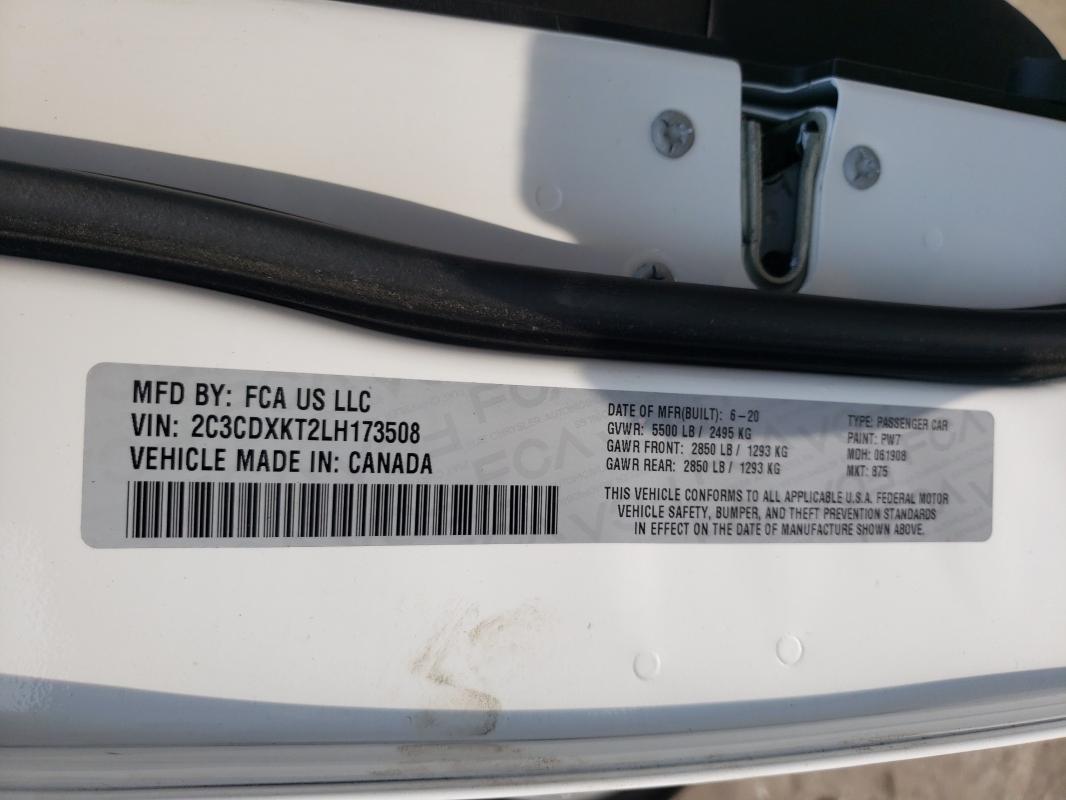 MFD BY: FCA US LLC
VIN: 2C3CDXKT2LH173508
VEHICLE MADE IN: CANADA
DATE OF MFR(BUILT): 6-20
GVWR: 5500 LB / 2495 KG
GAWR FRONT: 2850 LB / 1293 KG
GAWR REAR: 2850 LB / 1293 KG
TYPE: PASSENGER CAR
PAINT: PW7
MDH: 061908
MKT: 875
THIS VEHICLE CONFORMS TO ALL APPLICABLE U.S.A. FEDERAL MOTOR
VEHICLE SAFETY, BUMPER, AND THEFT PREVENTION STANDARDS
IN EFFECT ON THE DATE OF MANUFACTURE SHOWN ABOVE.